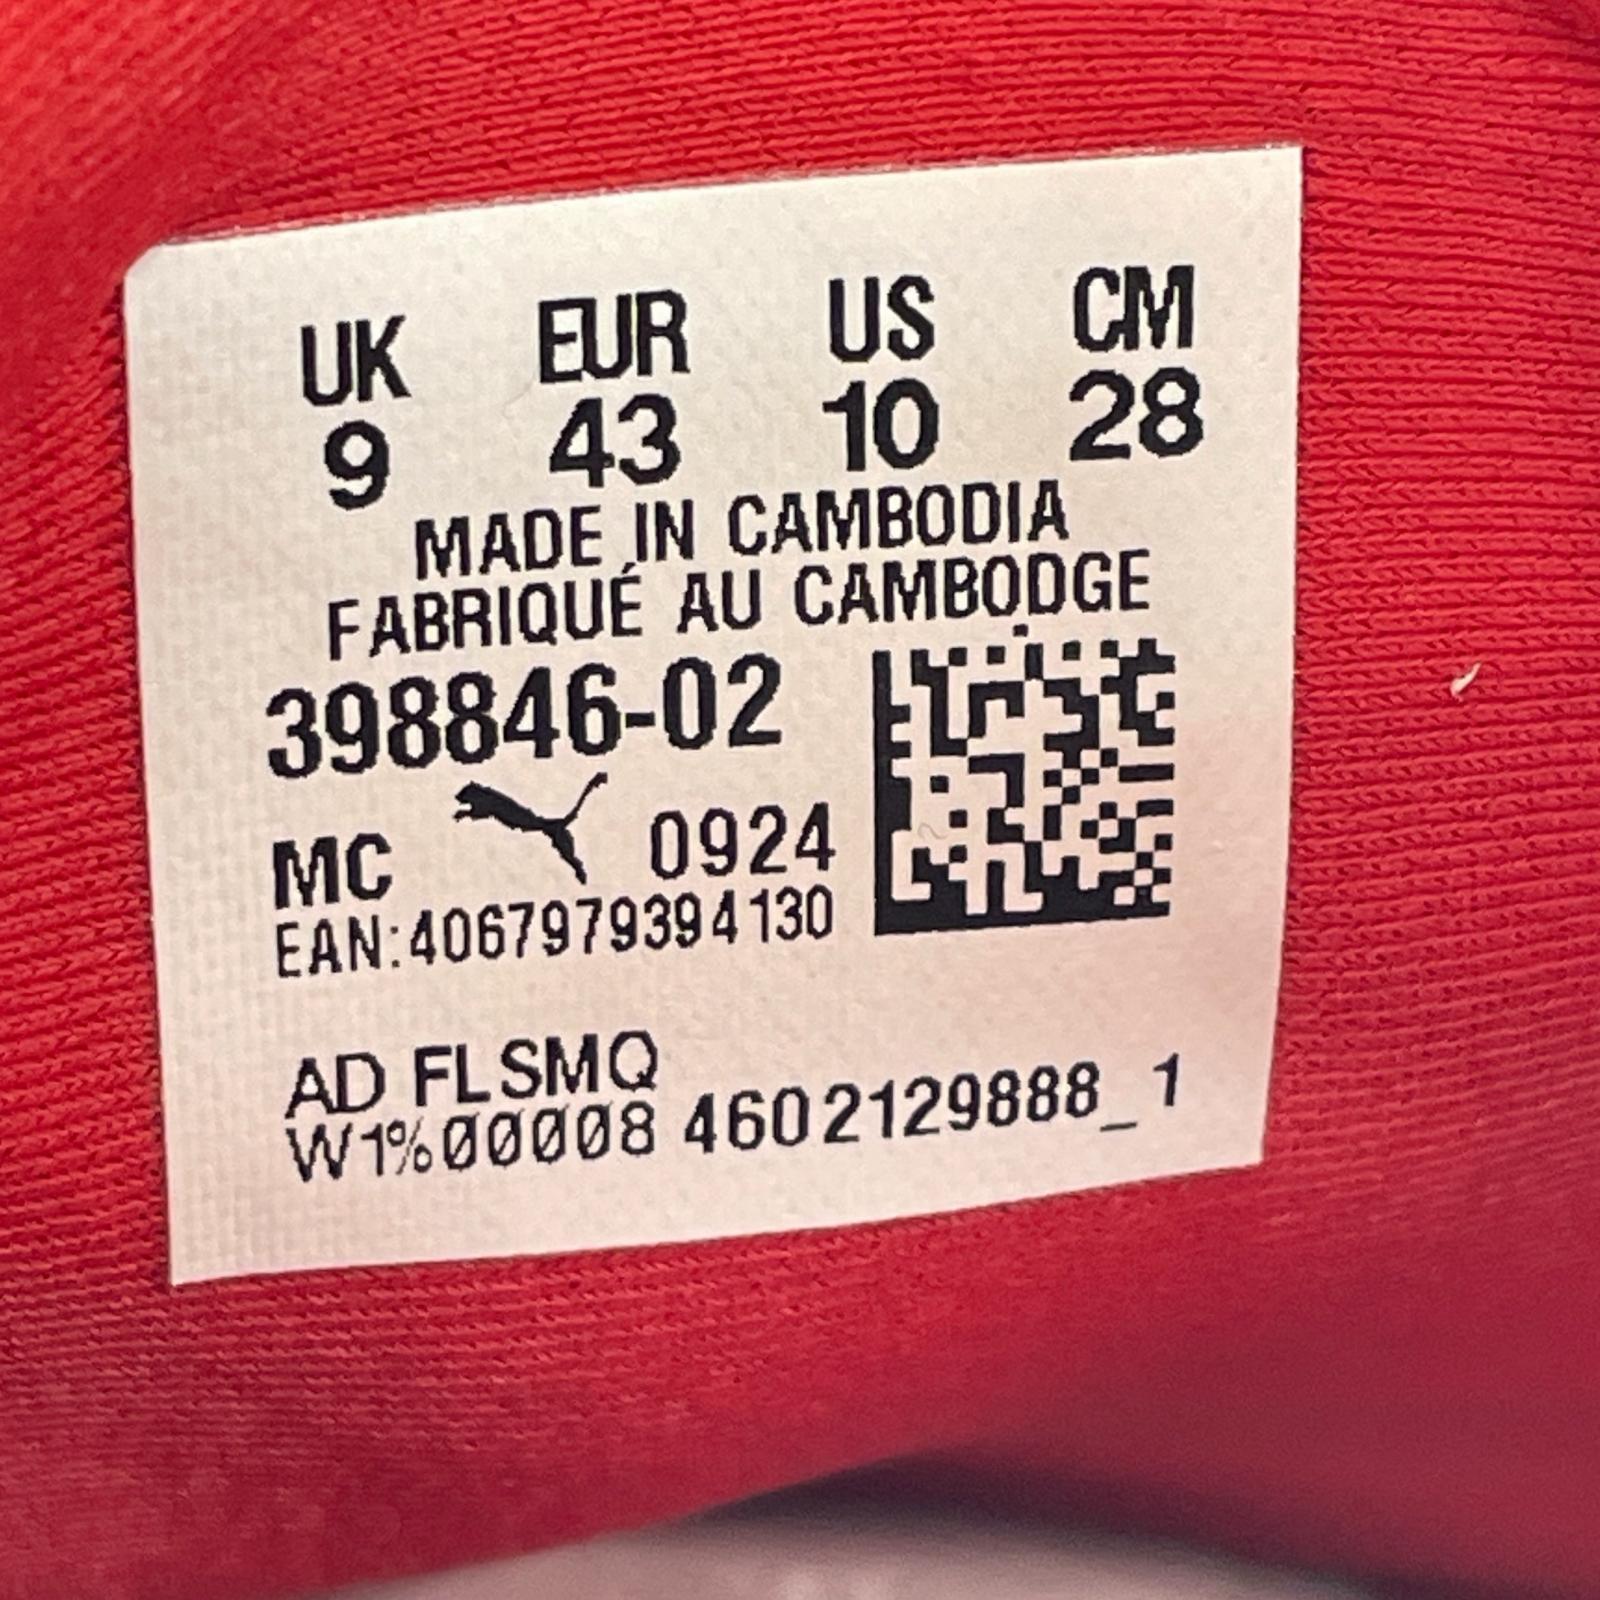 UK EUR US CM
9 43 10 28
MADE IN CAMBODIA
FABRIQUÉ AU CAMBODGE
398846-02
MC 0924
EAN:4067979394130
AD FLSMQ
W1%00008 4602129888_1